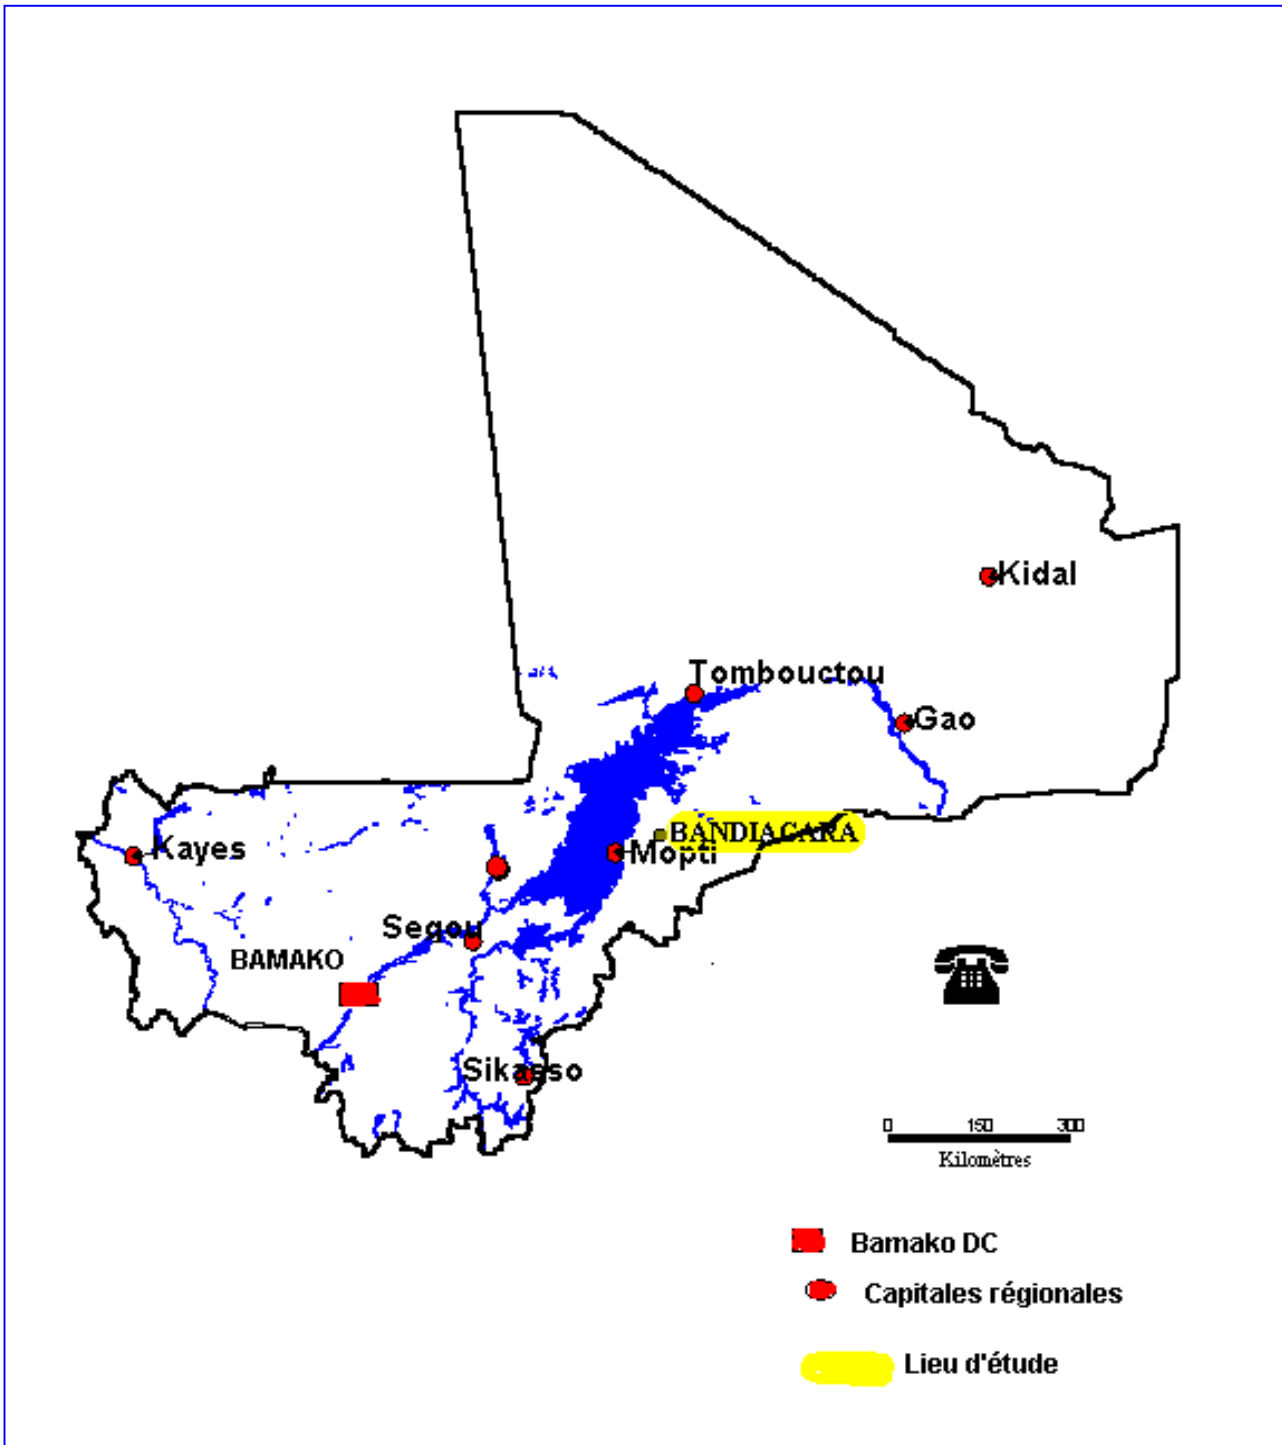 Kidal
Tombouctou
Gao
BANDIAGARA
Kayes
Mopti
Segou
BAMAKO
Sikasso
0 150 300
Kilomètres
Bamako DC
Capitales régionales
Lieu d'étude